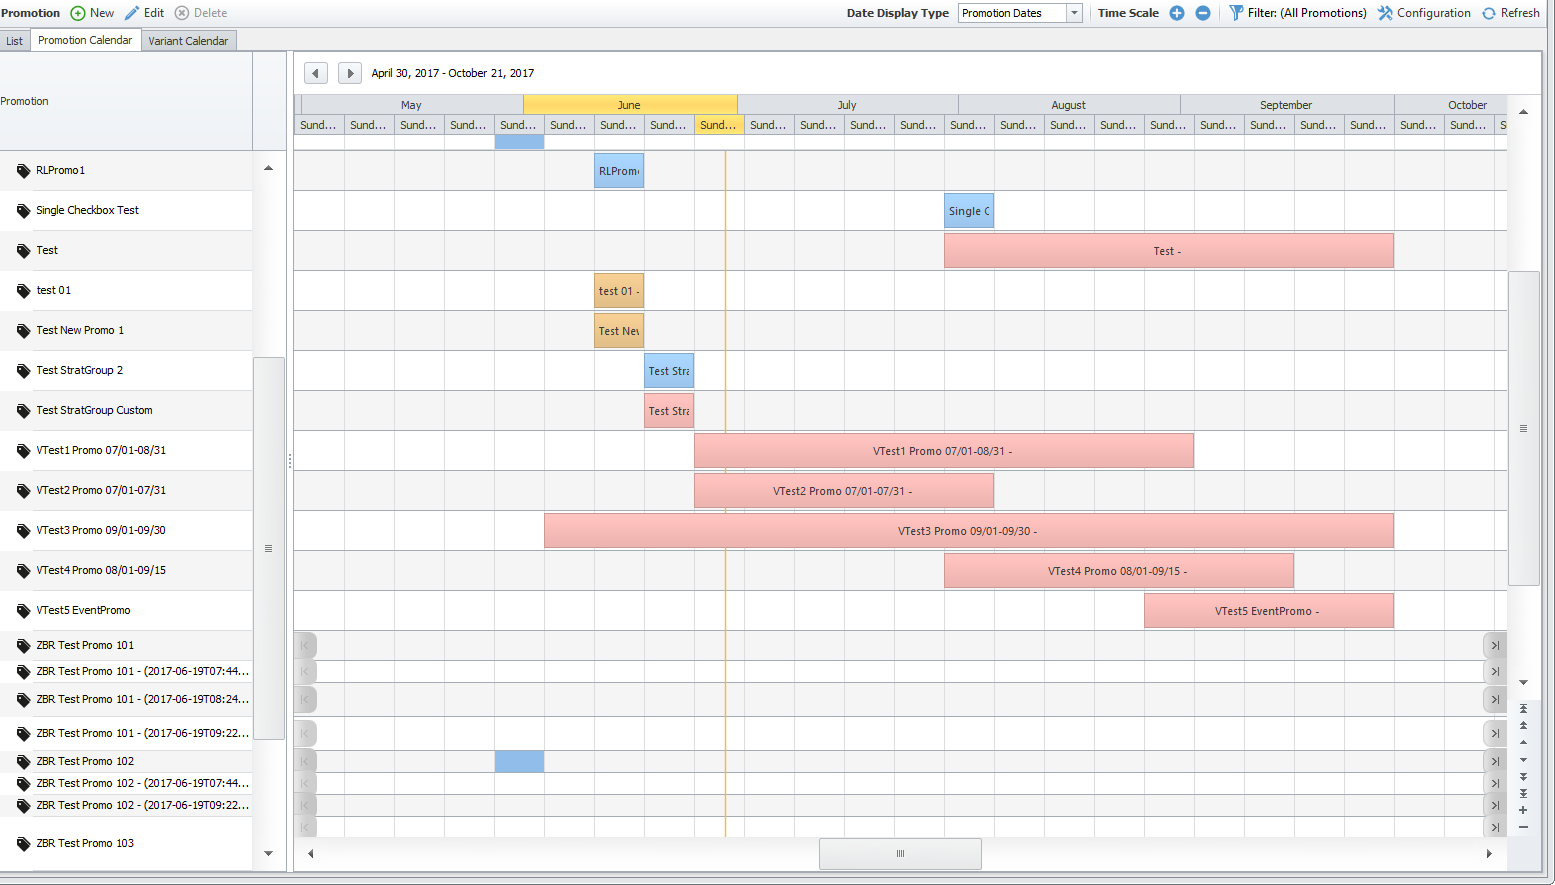 Promotion New Edit Delete Date Display Type Promotion Dates Time Scale Filter: (All Promotions) Configuration Refresh
List Promotion Calendar Variant Calendar
April 30, 2017 - October 21, 2017
Promotion
May June July August September October
Sund... Sund... Sund... Sund... Sund... Sund... Sund... Sund... Sund... Sund... Sund... Sund... Sund... Sund... Sund... Sund... Sund... Sund... Sund... Sund... Sund... Sund... Sund... Sund... S
RLPromo1 RLPromo
Single Checkbox Test Single C
Test Test -
test 01 test 01 -
Test New Promo 1 Test New
Test StratGroup 2 Test Stra
Test StratGroup Custom Test Stra
VTest1 Promo 07/01-08/31 VTest1 Promo 07/01-08/31 -
VTest2 Promo 07/01-07/31 VTest2 Promo 07/01-07/31 -
VTest3 Promo 09/01-09/30 VTest3 Promo 09/01-09/30 -
VTest4 Promo 08/01-09/15 VTest4 Promo 08/01-09/15 -
VTest5 EventPromo VTest5 EventPromo -
ZBR Test Promo 101
ZBR Test Promo 101 - (2017-06-19T07:44...
ZBR Test Promo 101 - (2017-06-19T08:24...
ZBR Test Promo 101 - (2017-06-19T09:22...
ZBR Test Promo 102
ZBR Test Promo 102 - (2017-06-19T07:44...
ZBR Test Promo 102 - (2017-06-19T09:22...
ZBR Test Promo 103